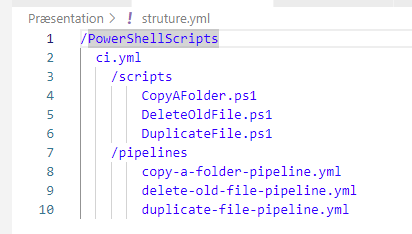 Præsentation > ! struture.yml
1 /PowerShellScripts
2 ci.yml
3 /scripts
4 CopyAFolder.ps1
5 DeleteOldFile.ps1
6 DuplicateFile.ps1
7 /pipelines
8 copy-a-folder-pipeline.yml
9 delete-old-file-pipeline.yml
10 duplicate-file-pipeline.yml